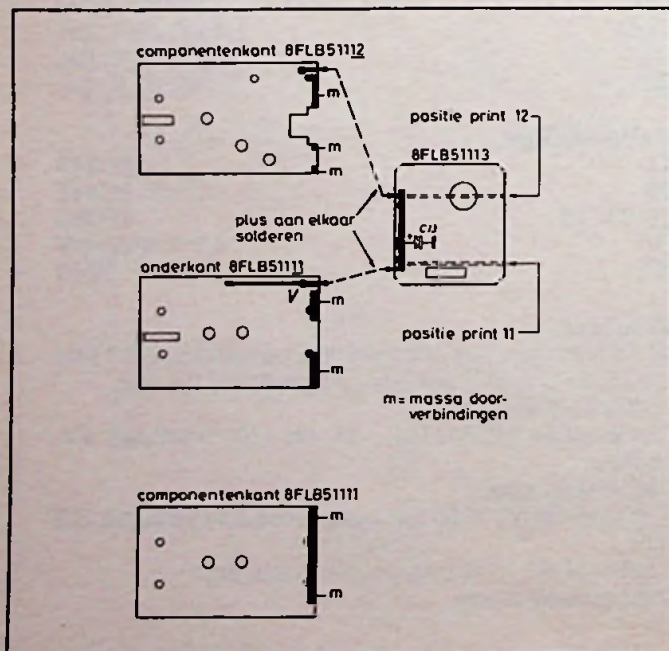 componentenkant 8FLB51112
m
m
m
positie print 12
8FLB51113
plus aan elkaar
solderen
+
onderkant 8FLB51111
V
m
m
positie print 11
m= massa door-
verbindingen
componentenkant 8FLB51111
m
m